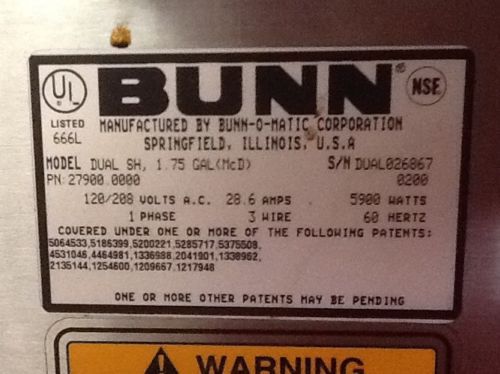 UL
BUNN®
NSF
LISTED
666L
MANUFACTURED BY BUNN-O-MATIC CORPORATION
SPRINGFIELD, ILLINOIS, U.S.A
MODEL DUAL SH, 1.75 GAL(McD) S/N DUAL026867
PN:27900.0000 0200
120/208 VOLTS A.C. 28.6 AMPS 5900 WATTS
1 PHASE 3 WIRE 60 HERTZ
COVERED UNDER ONE OR MORE OF THE FOLLOWING PATENTS:
5064533,5186399,5200221,5285717,5375508,
4531046,4464981,1336988,2041901,1338962,
2135144,1254600,1209667,1217948
ONE OR MORE OTHER PATENTS MAY BE PENDING
WARNING